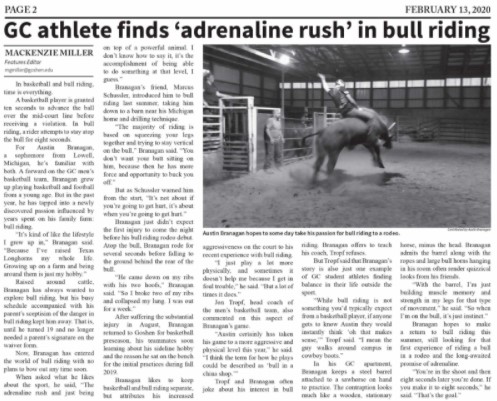 PAGE 2
FEBRUARY 13, 2020
GC athlete finds ‘adrenaline rush’ in bull riding
MACKENZIE MILLER
Features Editor
mgmiller@goshen.edu
In basketball and bull riding,
time is everything.
A basketball player is granted
ten seconds to advance the ball
over the mid-court line before
receiving a violation. In bull
riding, a rider attempts to stay atop
the bull for eight seconds.
For Austin Branagan,
a sophomore from Lowell,
Michigan, he's familiar with
both. A forward on the GC men's
basketball team, Branagan grew
up playing basketball and football
from a young age. But in the past
year, he has tapped into a newly
discovered passion influenced by
years spent on his family farm:
bull riding.
"It's kind of like the lifestyle
I grew up in," Branagan said.
"Because I've raised Texas
Longhorns my whole life.
Growing up on a farm and being
around them is just my hobby."
Raised around cattle,
Branagan has always wanted to
explore bull riding, but his busy
schedule accompanied with his
parent's suspicion of the danger in
bull riding kept him away. That is,
until he turned 19 and no longer
needed a parent's signature on the
waiver form.
Now, Branagan has entered
the world of bull riding with no
plans to bow out any time soon.
When asked what he likes
about the sport, he said, "The
adrenaline rush and just being
on top of a powerful animal. I
don't know how to say it, it's the
accomplishment of being able
to do something at that level, I
guess."
Branagan's friend, Marcus
Schussler, introduced him to bull
riding last summer, taking him
down to a barn near his Michigan
home and drilling technique.
"The majority of riding is
based on squeezing your legs
together and trying to stay vertical
on the bull," Branagan said. "You
don't want your butt sitting on
him, because then he has more
force and opportunity to buck you
off."
But as Schussler warned him
from the start, "It's not about if
you're going to get hurt, it's about
when you're going to get hurt."
Branagan just didn't expect
the first injury to come the night
before his bull riding rodeo debut.
Atop the bull, Branagan rode for
several seconds before falling to
the ground behind the rear of the
bull.
"He came down on my ribs
with his two hoofs," Branagan
said. "So I broke two of my ribs
and collapsed my lung. I was out
for a week."
After suffering the substantial
injury in August, Branagan
returned to Goshen for basketball
preseason, his teammates soon
learning about his sideline hobby
and the reason he sat on the bench
for the initial practices during fall
2019.
Branagan likes to keep
basketball and bull riding separate,
but attributes his increased
Austin Branagan hopes to some day take his passion for bull riding to a rodeo.
aggressiveness on the court to his
recent experience with bull riding.
"I just play a lot more
physically, and sometimes it
doesn't help me because I get in
foul trouble," he said. "But a lot of
times it does."
Jon Tropf, head coach of
the men's basketball team, also
commented on this aspect of
Branagan's game.
"Austin certainly has taken
his game to a more aggressive and
physical level this year," he said.
"I think the term for how he plays
could be described as 'bull in a
china shop.'"
Tropf and Branagan often
joke about his interest in bull
riding. Branagan offers to teach
his coach, Tropf refuses.
But Tropf said that Branagan's
story is also just one example
of GC student athletes finding
balance in their life outside the
court.
"While bull riding is not
something you'd typically expect
from a basketball player, if anyone
gets to know Austin they would
instantly think 'oh that makes
sense,'" Tropf said. "I mean the
guy walks around campus in
cowboy boots."
In his GC apartment,
Branagan keeps a steel barrel
attached to a sawhorse on hand
to practice. The contraption looks
much like a wooden, stationary
horse, minus the head. Branagan
admits the barrel along with the
ropes and large bull horns hanging
in his room often render quizzical
looks from his friends.
"With the barrel, I'm just
building muscle memory and
strength in my legs for that type
of movement," he said. "So when
I'm on the bull, it's just instinct."
Branagan hopes to make
a return to bull riding this
summer, still looking for that
first experience of riding a bull
in a rodeo and the long-awaited
promise of adrenaline.
"You're in the shoot and then
eight seconds later you're done. If
you make it to eight seconds," he
said. "That's the goal."